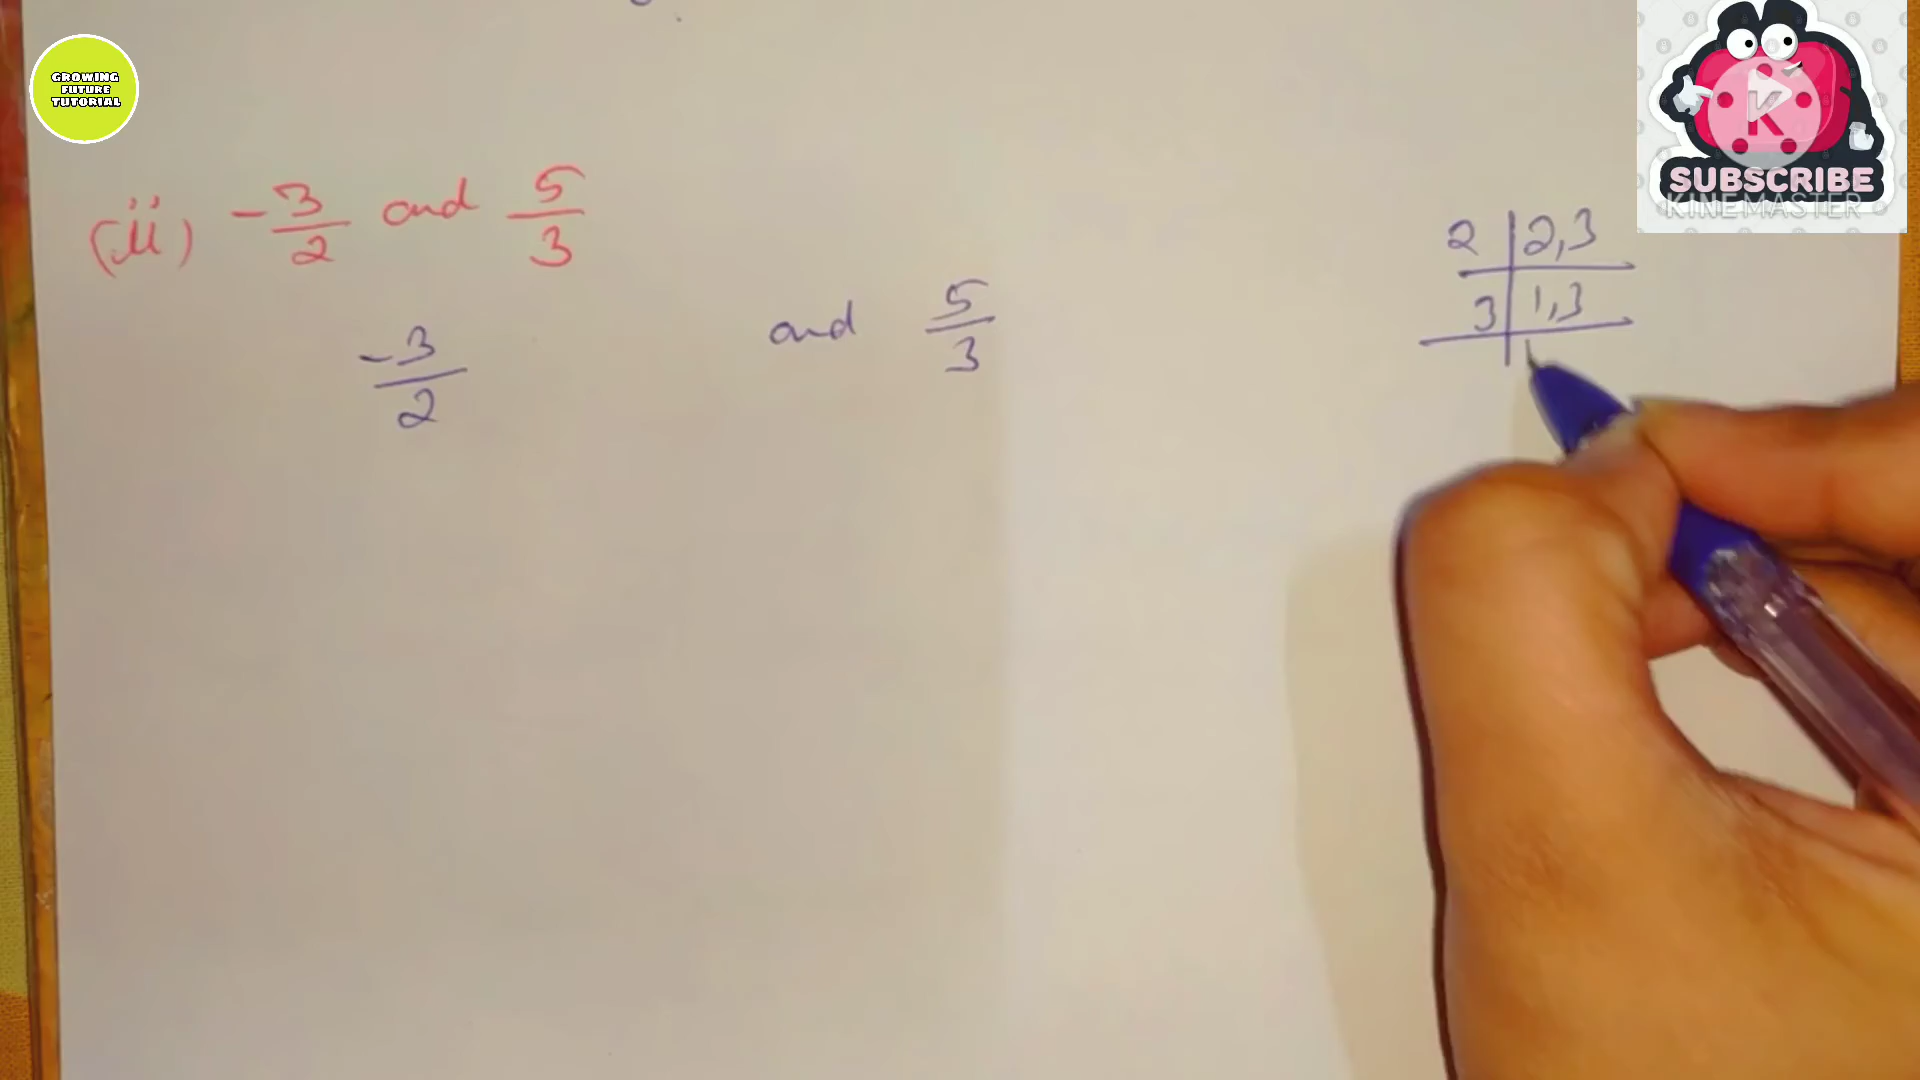 GROWING
FUTURE
TUTORIAL
SUBSCRIBE
KINEMASTER
(ii) -3/2 and 5/3
-3/2 and 5/3
2 | 2,3
3 | 1,3
1